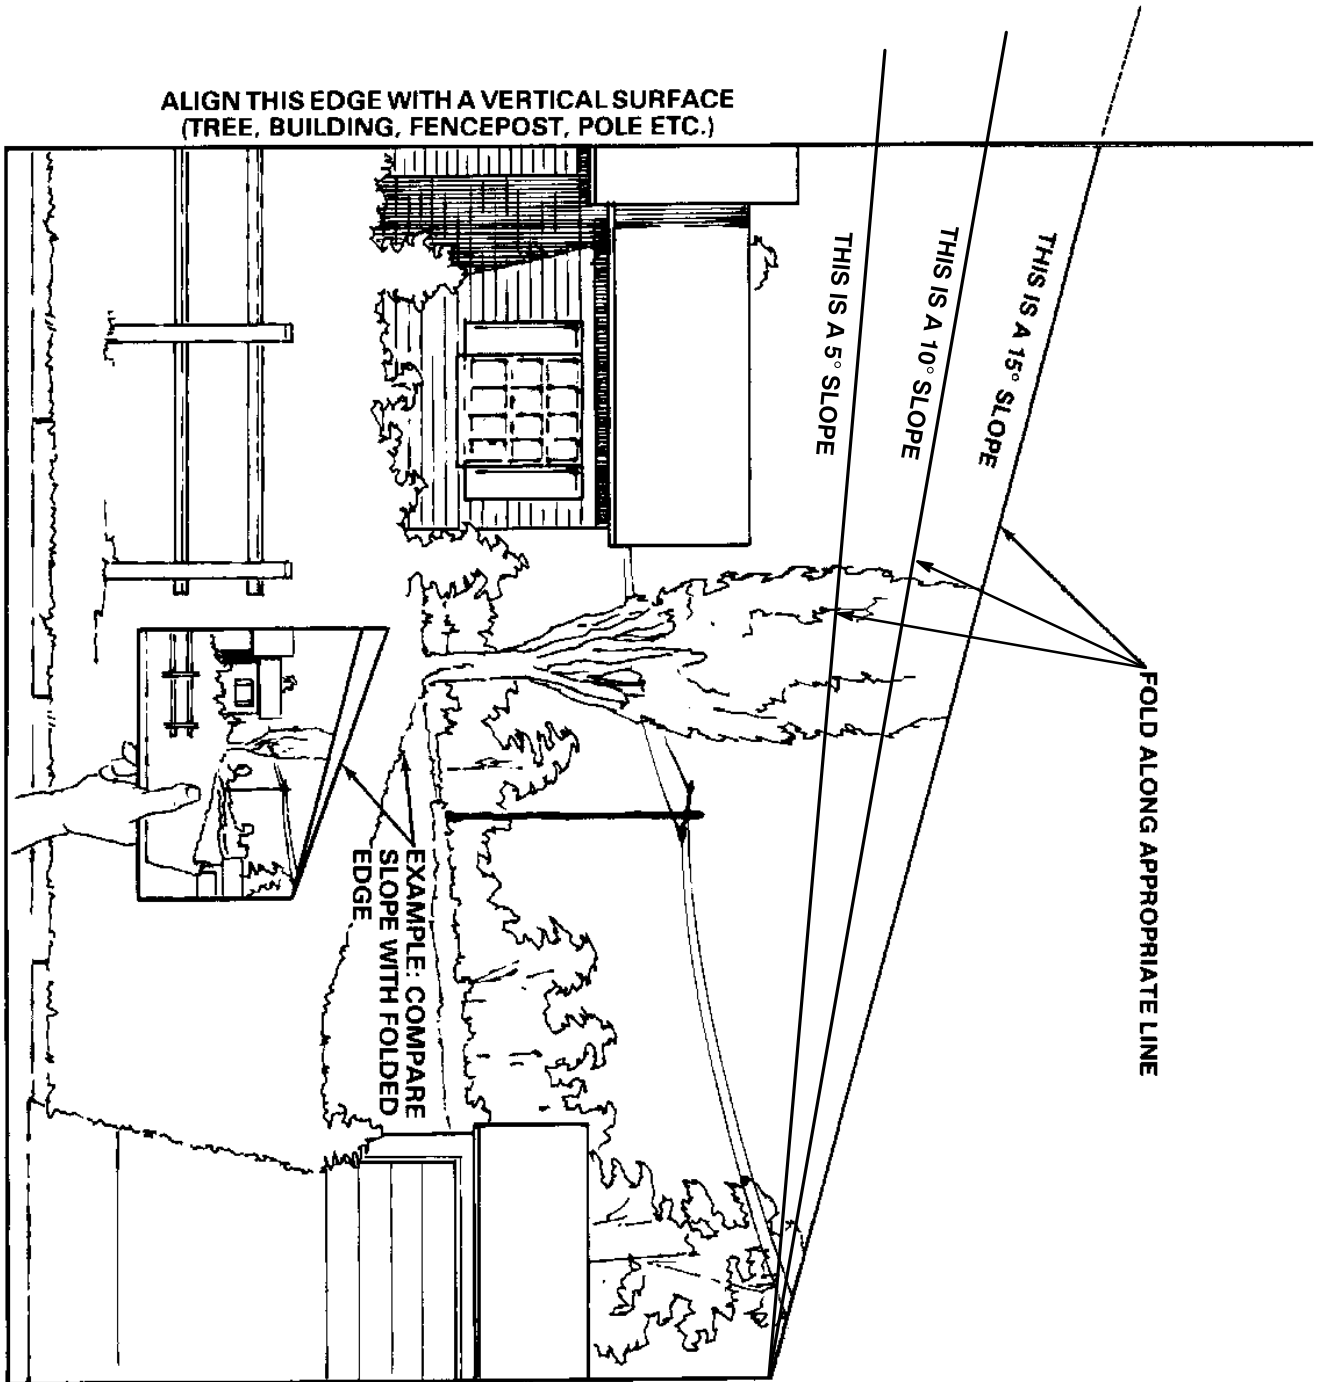 ALIGN THIS EDGE WITH A VERTICAL SURFACE
(TREE, BUILDING, FENCEPOST, POLE ETC.)
THIS IS A 15° SLOPE
THIS IS A 10° SLOPE
THIS IS A 5° SLOPE
FOLD ALONG APPROPRIATE LINE
EXAMPLE: COMPARE
SLOPE WITH FOLDED
EDGE